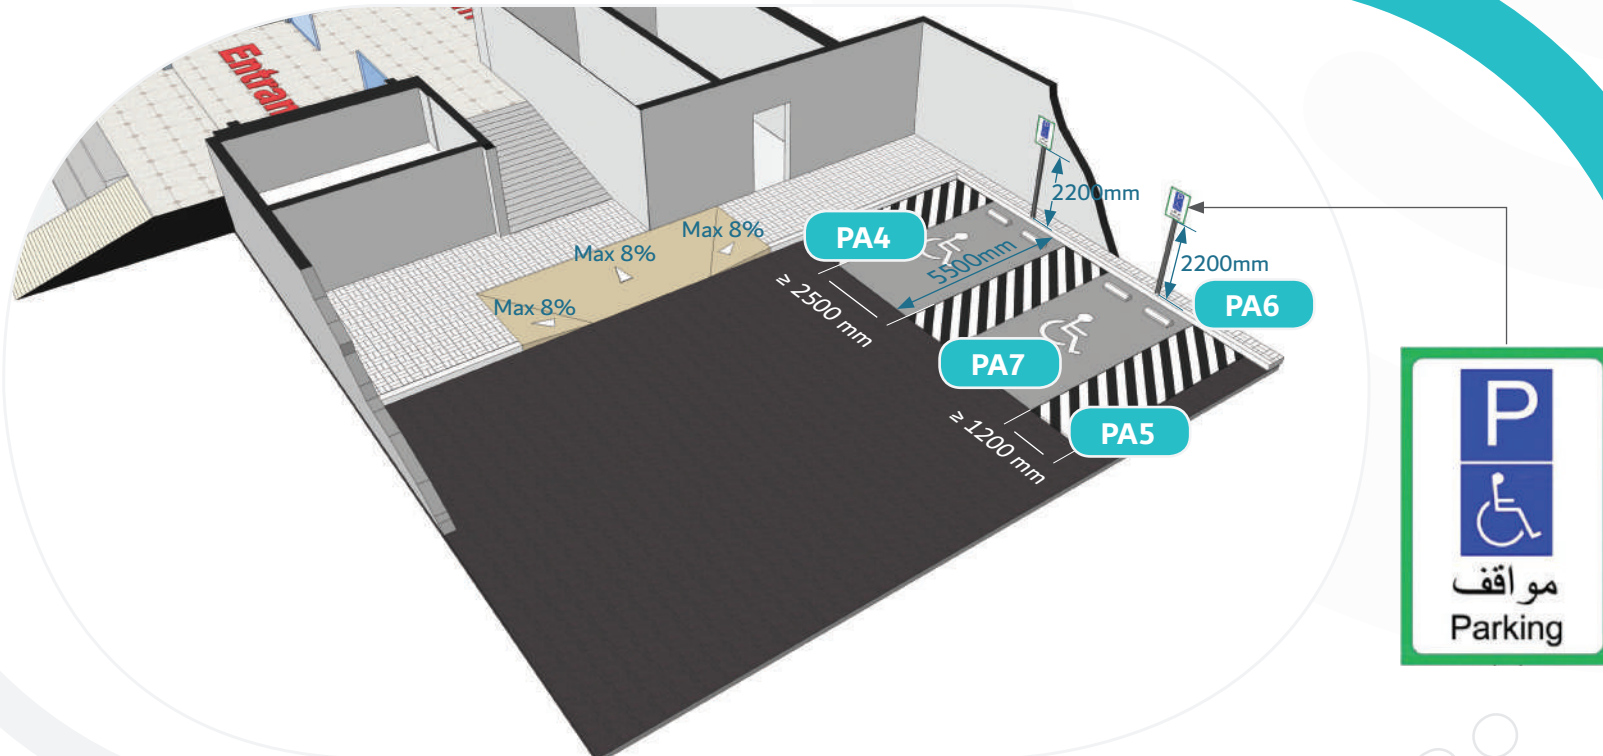 Entran
2200mm
Max 8%
Max 8%
PA4
5500mm
2200mm
≥ 2500 mm
Max 8%
PA6
PA7
≥ 1200 mm
PA5
P
مواقف
Parking